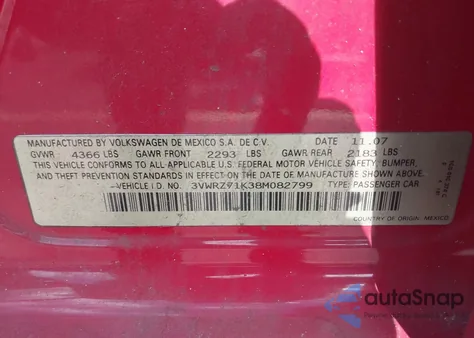 MANUFACTURED BY VOLKSWAGEN DE MEXICO S.A. DE C.V. DATE 11.07
GVWR 4366 LBS GAWR FRONT 2293 LBS GAWR REAR 2183 LBS
THIS VEHICLE CONFORMS TO ALL APPLICABLE U.S. FEDERAL MOTOR VEHICLE SAFETY, BUMPER,
AND THEFT PREVENTION STANDARDS IN EFFECT ON THE DATE OF MANUFACTURE SHOWN ABOVE.
-VEHICLE I.D. 3VWRZ71K38M082799 TYPE: PASSENGER CAR
COUNTRY OF ORIGIN: MEXICO
autoSnap